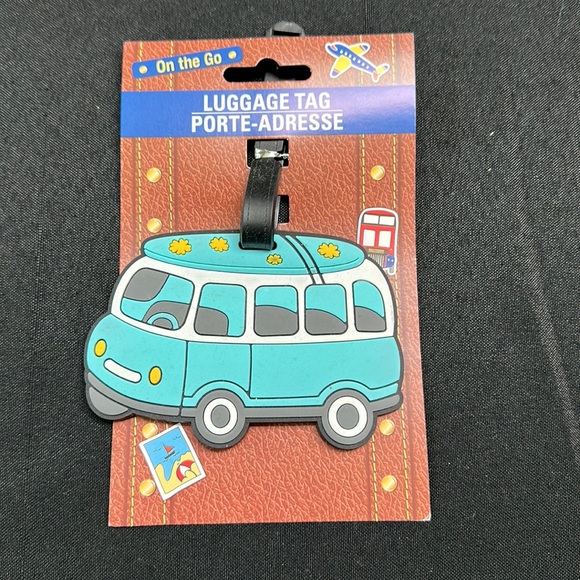 On the Go
LUGGAGE TAG
PORTE-ADRESSE